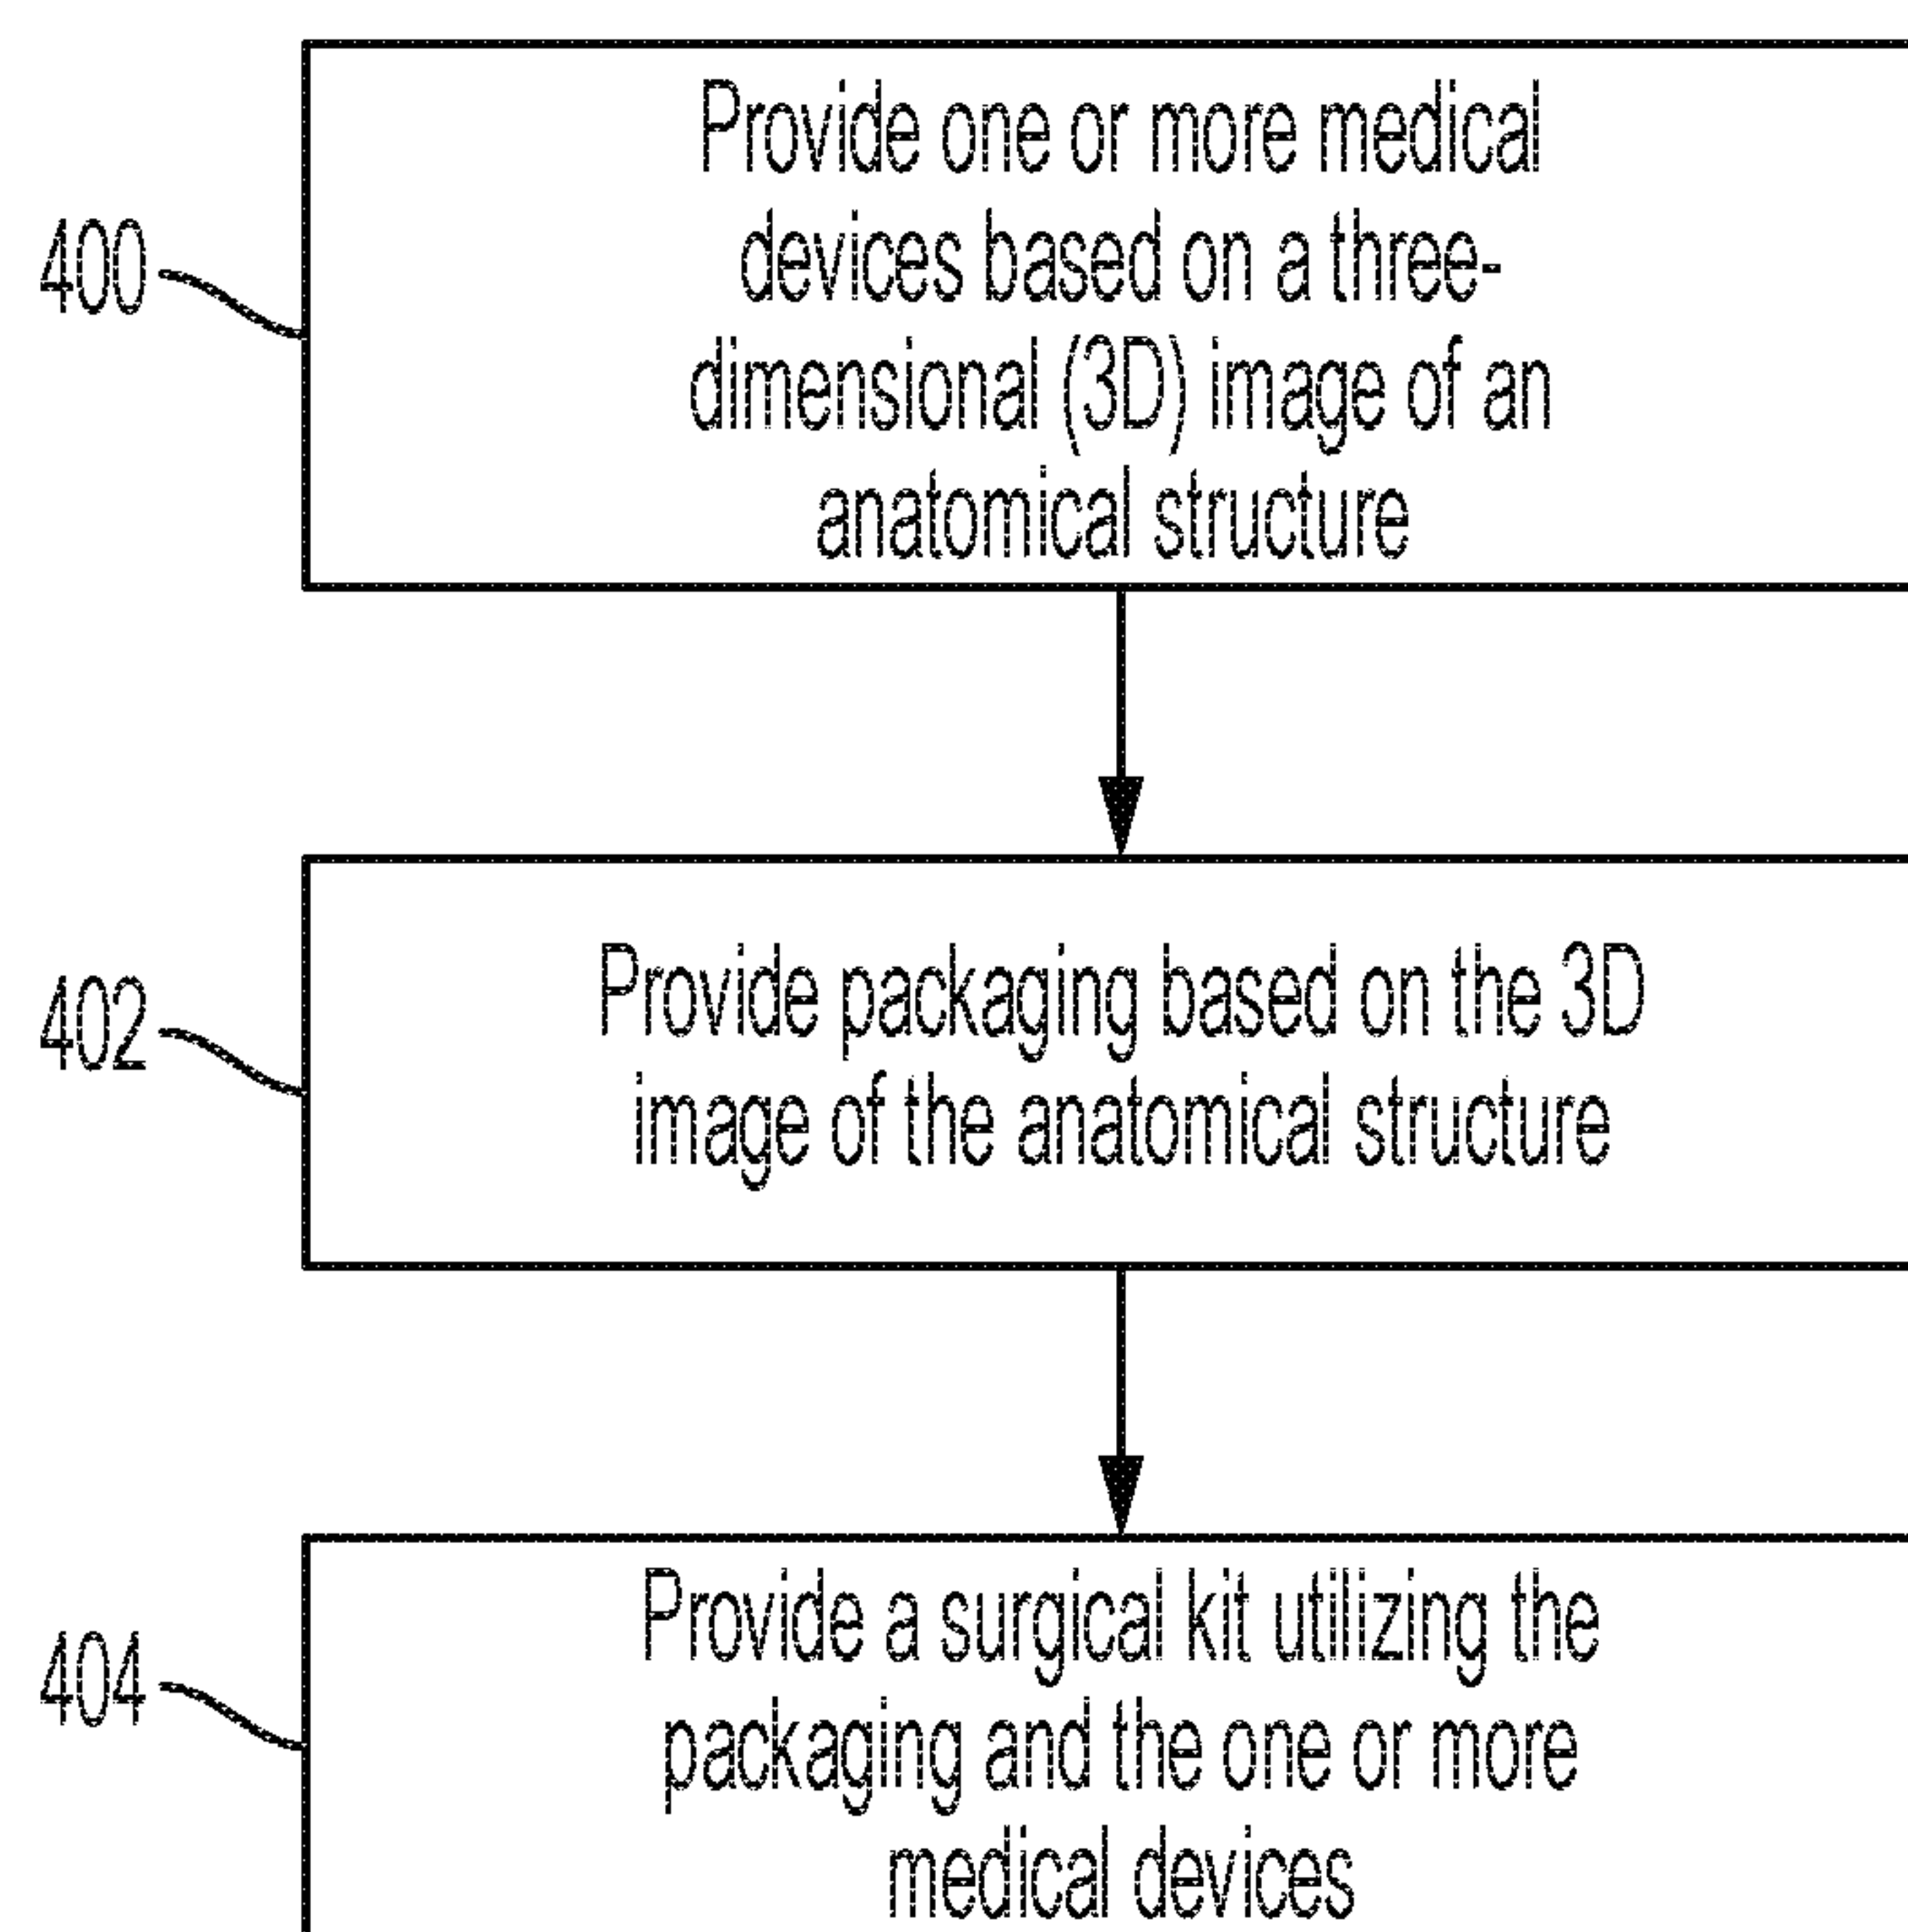 Provide one or more medical
devices based on a three-
400
dimensional (3D) image of an
anatomical structure
Provide packaging based on the 3D
402
image of the anatomical structure
Provide a surgical kit utilizing the
404
packaging and the one or more
medical devices